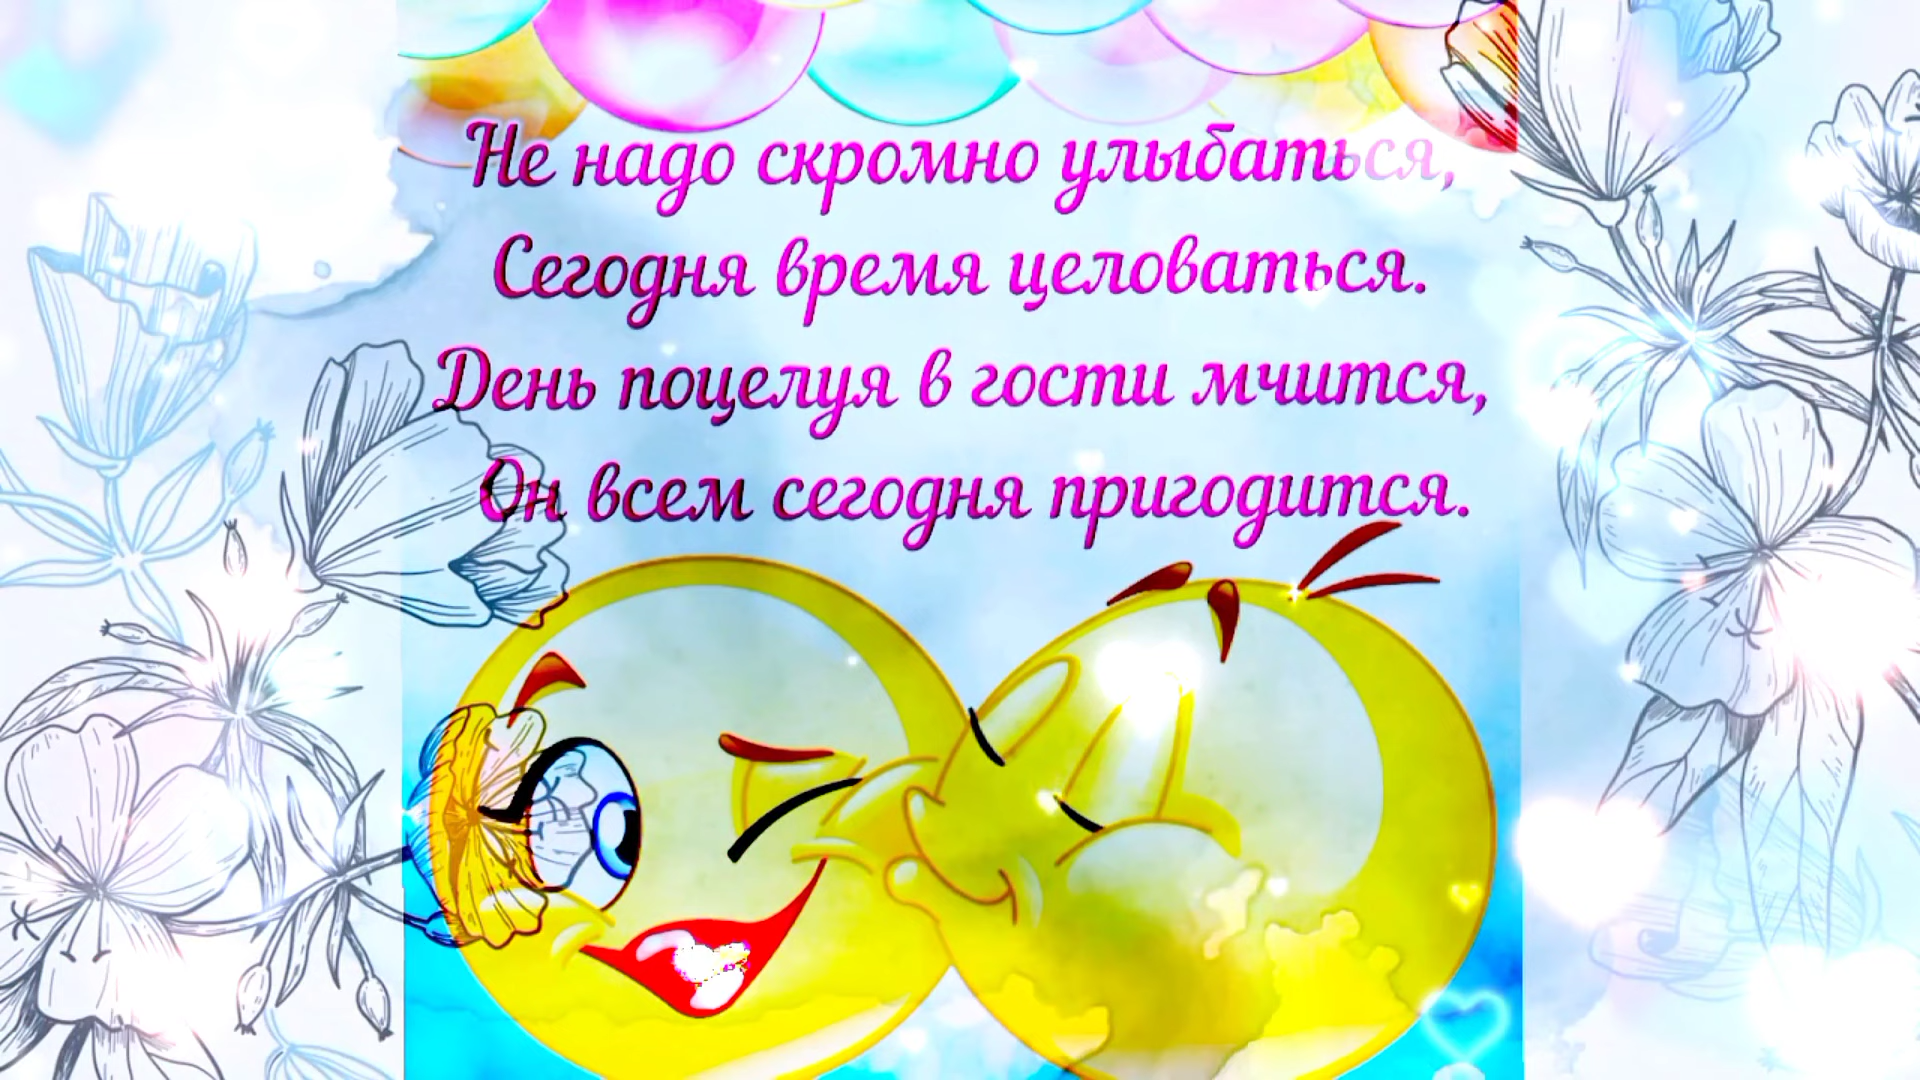 Не надо скромно улыбаться,
Сегодня время целоваться.
День поцелуя в гости мчится,
Он всем сегодня пригодится.